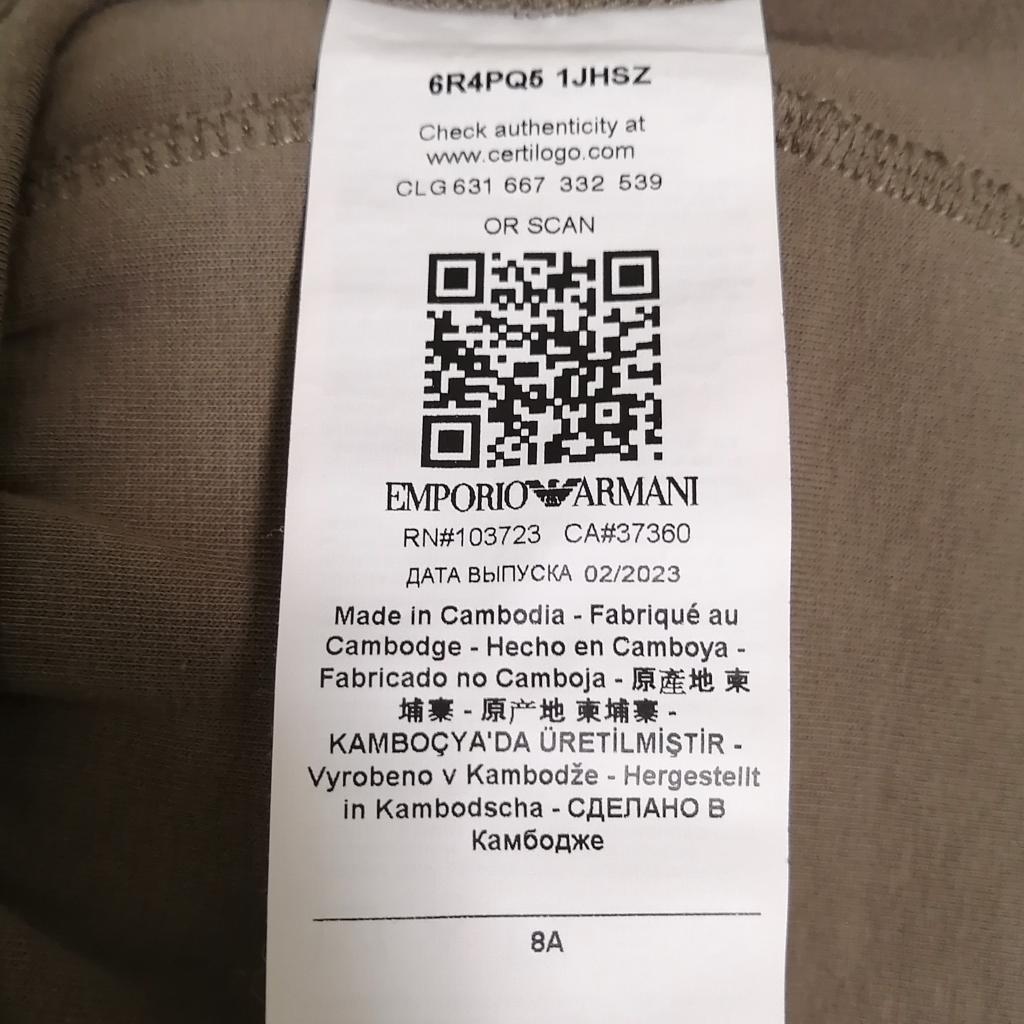 6R4PQ5 1JHSZ
Check authenticity at
www.certilogo.com
CLG 631 667 332 539
OR SCAN
EMPORIO ARMANI
RN#103723 CA#37360
ДАТА ВЫПУСКА 02/2023
Made in Cambodia - Fabriqué au
Cambodge - Hecho en Camboya -
Fabricado no Camboja - 原產地 柬
埔寨 - 原产地 柬埔寨 -
KAMBOÇYA'DA ÜRETİLMİŞTİR -
Vyrobeno v Kambodže - Hergestellt
in Kambodscha - СДЕЛАНО В
Камбодже
8A